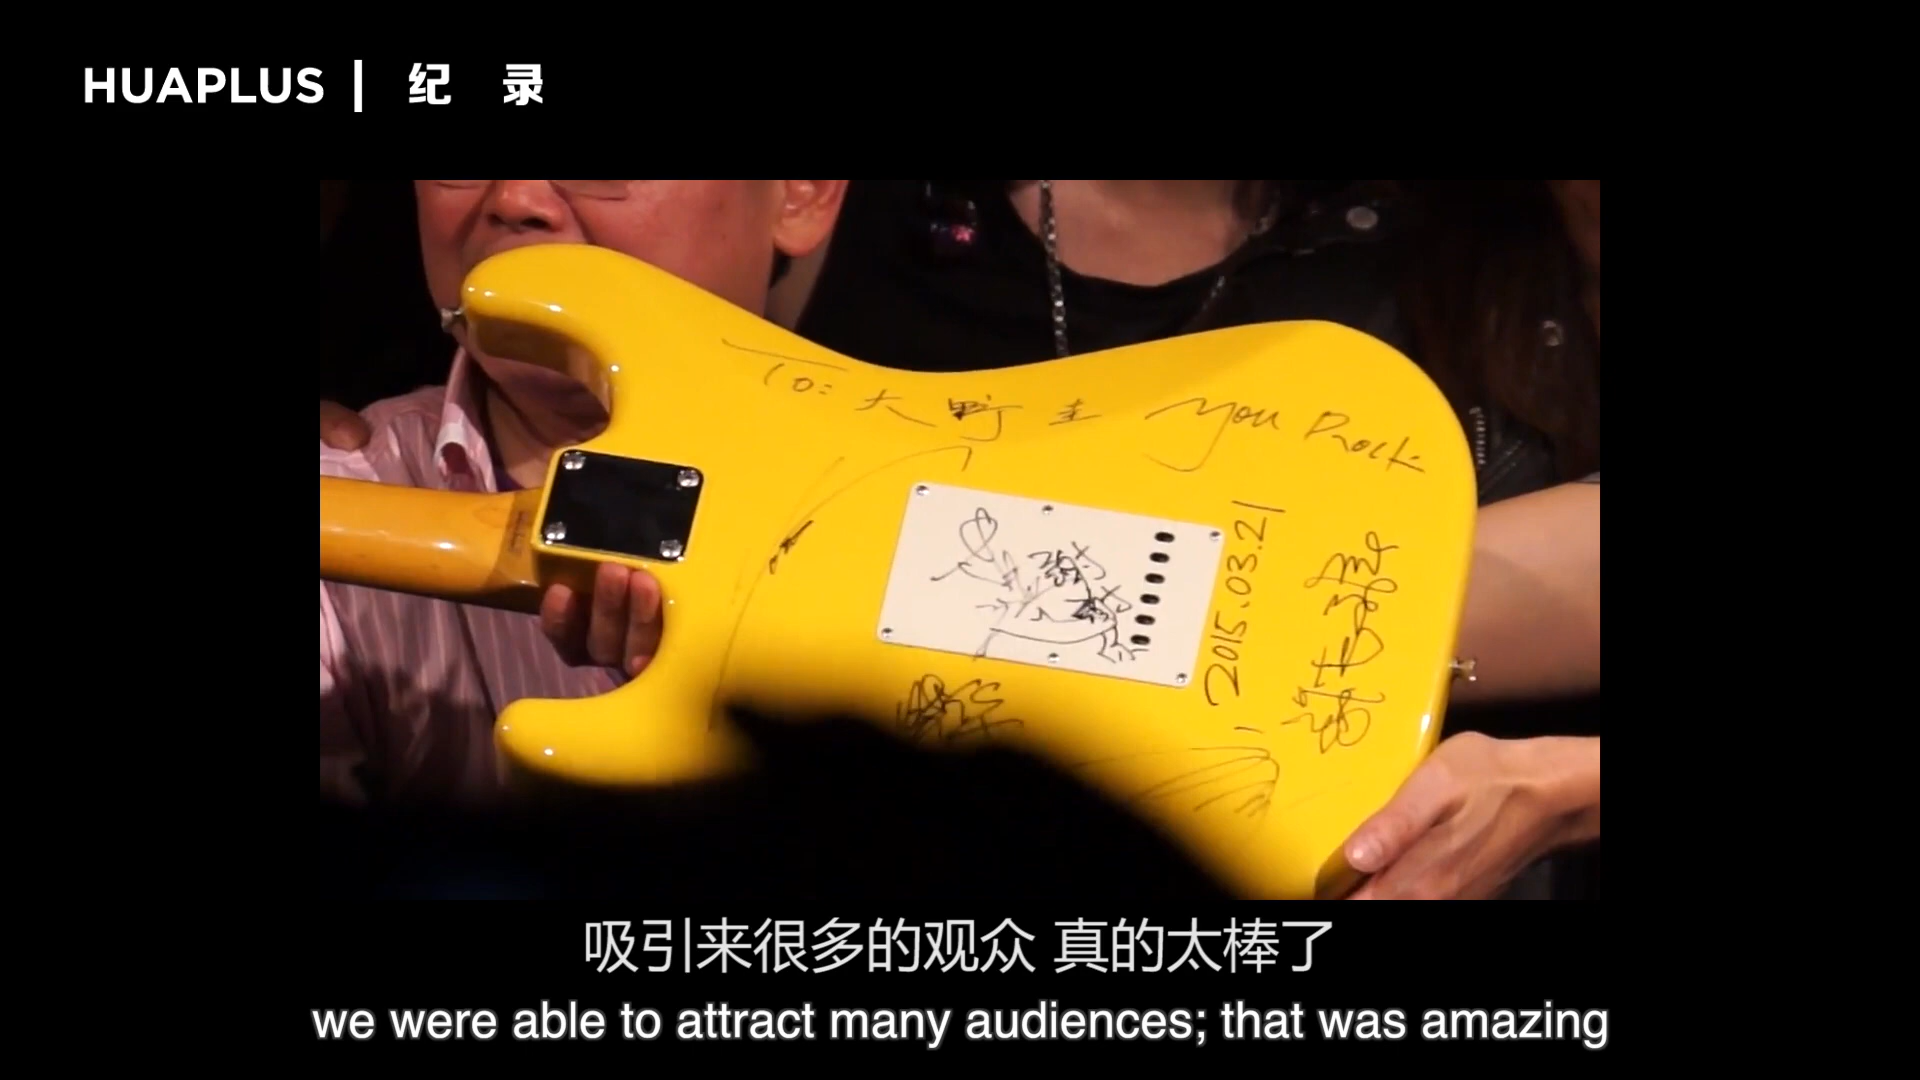 HUAPLUS | 纪 录
To: 大野圭 You Rock
2015.03.21
吸引来很多的观众 真的太棒了
we were able to attract many audiences; that was amazing